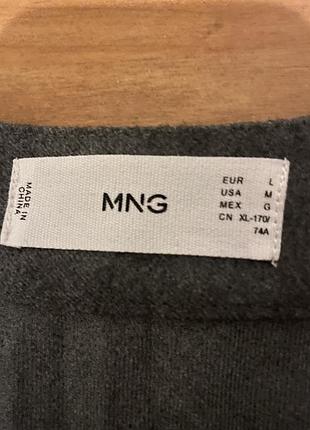 MADE IN
CHINA
MNG
EUR L
USA M
MEX G
CN XL-170/
74A